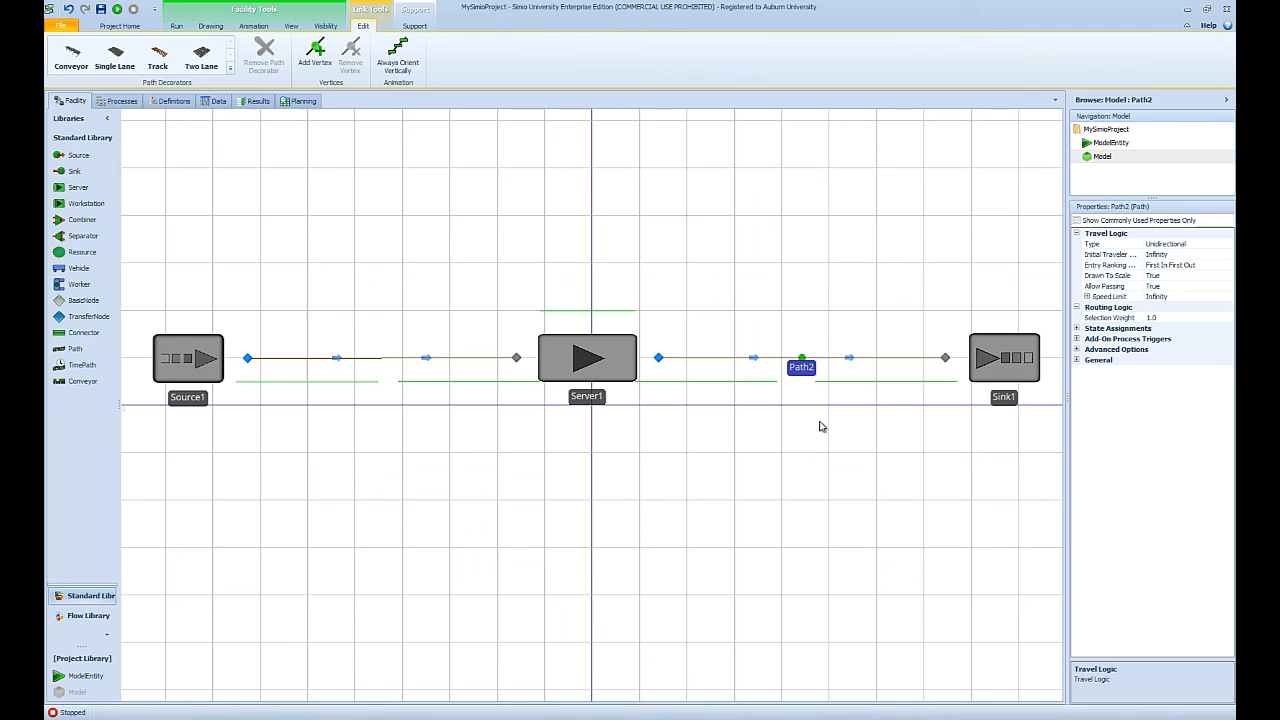 Facility Tools
Link Tools
Support
MySimioProject - Simio University Enterprise Edition (COMMERCIAL USE PROHIBITED) - Registered to Auburn University
File
Project Home
Run
Drawing
Animation
View
Visibility
Edit
Support
Help
Conveyor
Single Lane
Track
Two Lane
Remove Path Decorator
Add Vertex
Remove Vertex
Always Orient Vertically
Path Decorators
Vertices
Animation
Facility
Processes
Definitions
Data
Results
Planning
Browse: Model : Path2
Libraries
Navigation: Model
MySimioProject
ModelEntity
Model
Standard Library
Source
Sink
Server
Workstation
Combiner
Separator
Resource
Vehicle
Worker
BasicNode
TransferNode
Connector
Path
TimePath
Conveyor
Properties: Path2 (Path)
Show Commonly Used Properties Only
Travel Logic
Type Unidirectional
Initial Traveler ... Infinity
Entry Ranking ... First In First Out
Drawn To Scale True
Allow Passing True
Speed Limit Infinity
Routing Logic
Selection Weight 1.0
State Assignments
Add-On Process Triggers
Advanced Options
General
Source1
Server1
Path2
Sink1
Standard Libr
Flow Library
[Project Library]
ModelEntity
Model
Travel Logic
Travel Logic
Stopped